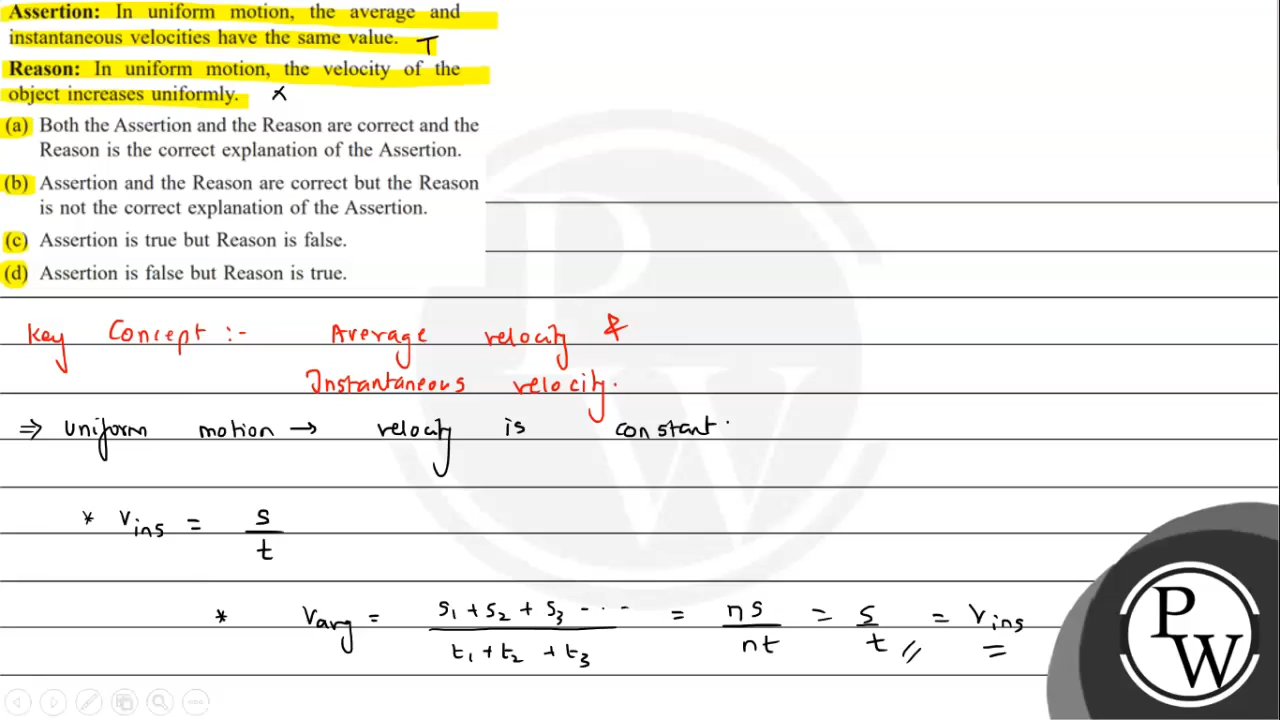 Assertion: In uniform motion, the average and
instantaneous velocities have the same value. T
Reason: In uniform motion, the velocity of the
object increases uniformly. ×
(a) Both the Assertion and the Reason are correct and the
Reason is the correct explanation of the Assertion.
(b) Assertion and the Reason are correct but the Reason
is not the correct explanation of the Assertion.
(c) Assertion is true but Reason is false.
(d) Assertion is false but Reason is true.
Key Concept :- Average velocity &
Instantaneous velocity.
⇒ Uniform motion → velocity is constant.
* Vins = s/t
* Vavg = s1 + s2 + s3 - ... / t1 + t2 + t3 = ns/nt = s/t = Vins
PW
PW